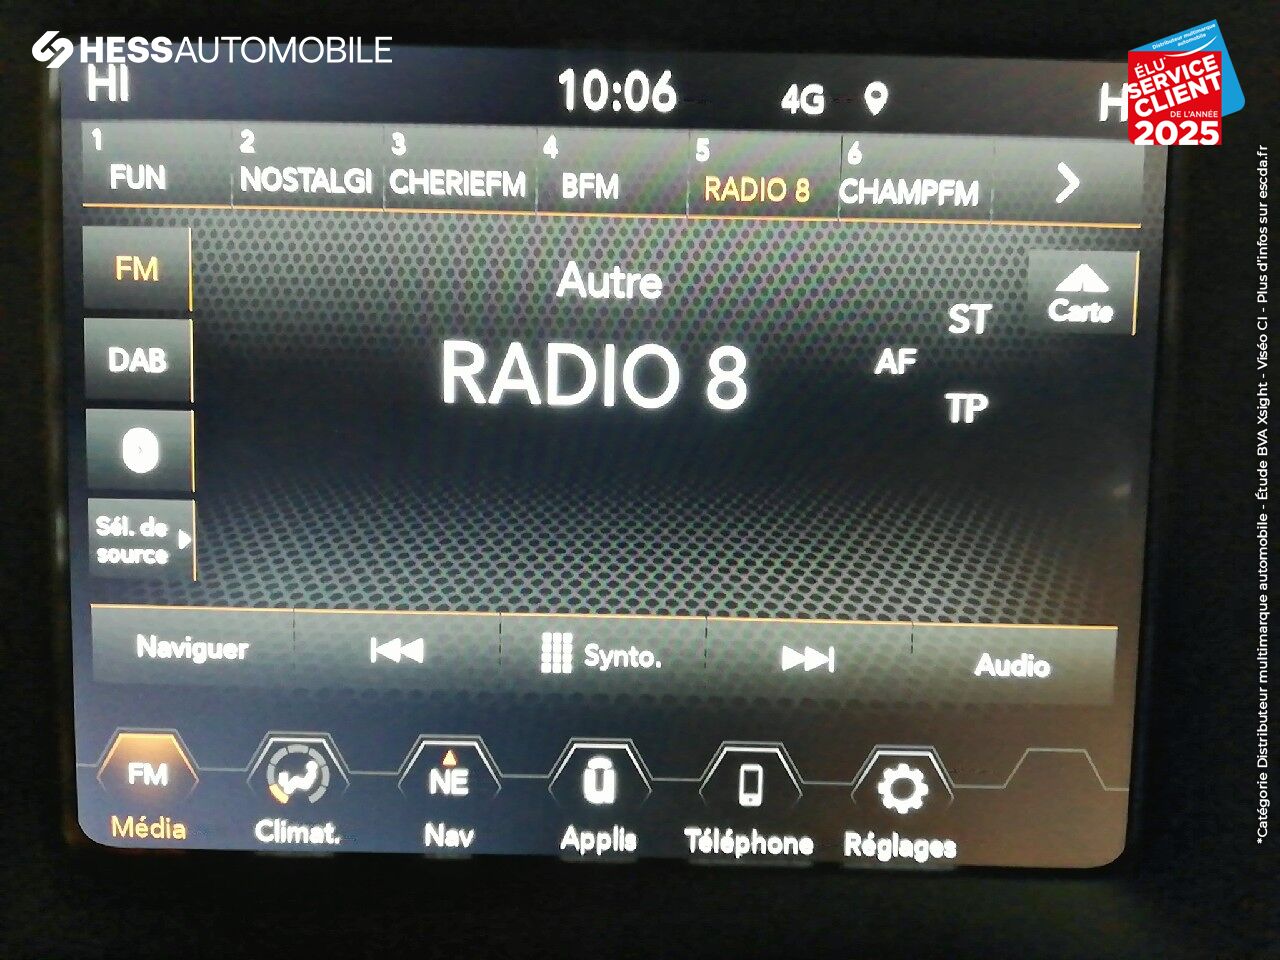 HESSAUTOMOBILE
Distributeur multimarque
automobile
ÉLU*
SERVICE
CLIENT
DE L'ANNÉE
2025
HI
10:06
4G
H
1
FUN
2
NOSTALGI
3
CHERIEFM
4
BFM
5
RADIO 8
6
CHAMPFM
FM
DAB
Sél. de
source
Autre
RADIO 8
AF
ST
TP
Carte
Naviguer
Synto.
Audio
FM
Média
Climat.
NE
Nav
Applis
Téléphone
Réglages
*Catégorie Distributeur multimarque automobile - Étude BVA Xsight - Viséo CI - Plus d'infos sur escda.fr